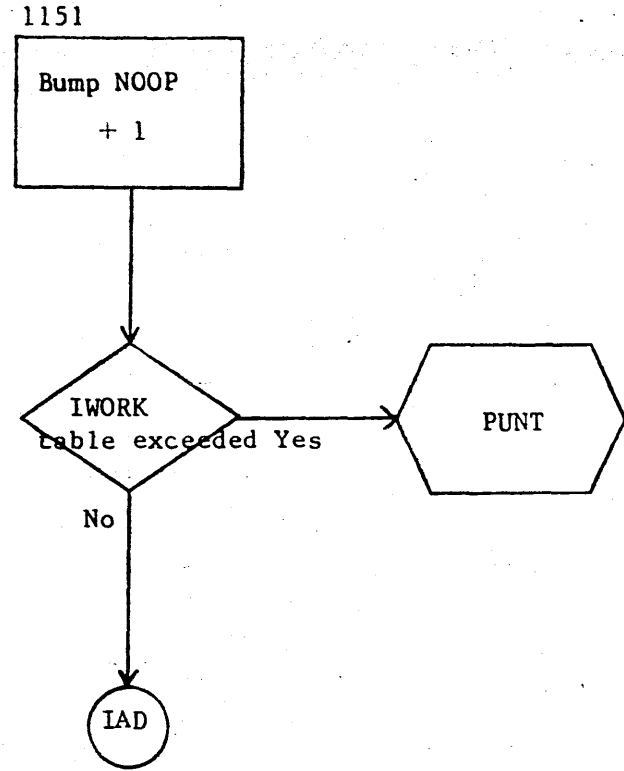 1151
Bump NOOP
+ 1
IWORK
table exceeded Yes
PUNT
No
IAD